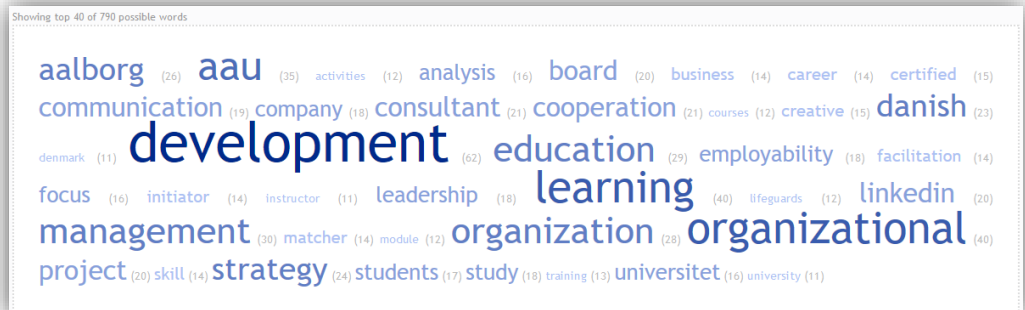 Showing top 40 of 790 possible words
aalborg (26) aau (35) activities (12) analysis (16) board (20) business (14) career (14) certified (15)
communication (19) company (18) consultant (21) cooperation (21) courses (12) creative (15) danish (23)
denmark (11) development (62) education (29) employability (18) facilitation (14)
focus (16) initiator (14) instructor (11) leadership (18) learning (40) lifeguards (12) linkedin (20)
management (30) matcher (14) module (12) organization (28) organizational (40)
project (20) skill (14) strategy (24) students (17) study (18) training (13) universitet (16) university (11)